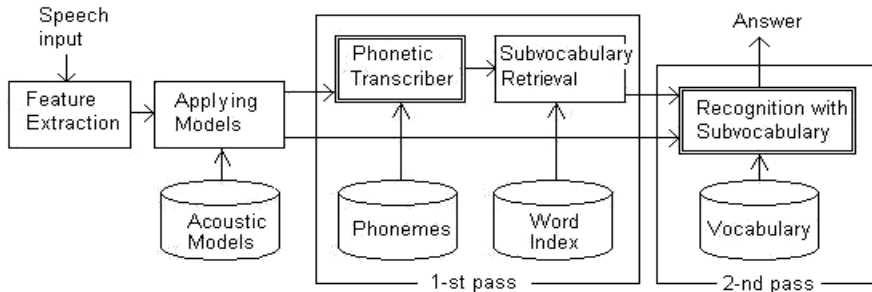 Speech
input
Feature
Extraction
Applying
Models
Acoustic
Models
Phonetic
Transcriber
Subvocabulary
Retrieval
Phonemes
Word
Index
1-st pass
Answer
Recognition with
Subvocabulary
Vocabulary
2-nd pass